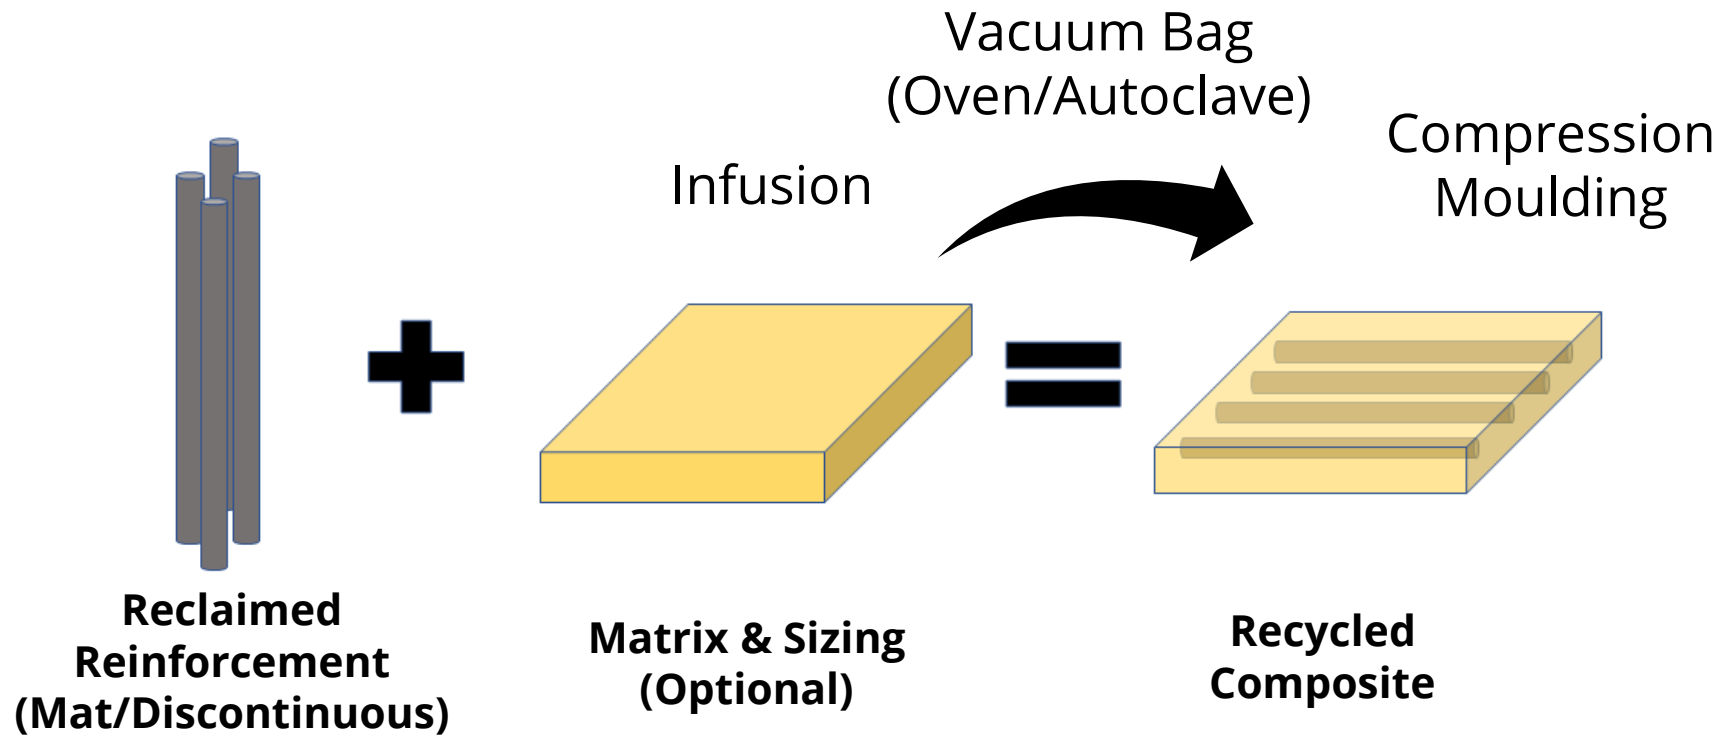 Vacuum Bag
(Oven/Autoclave)
Compression
Moulding
Infusion
Reclaimed
Reinforcement
(Mat/Discontinuous)
Matrix & Sizing
(Optional)
Recycled
Composite